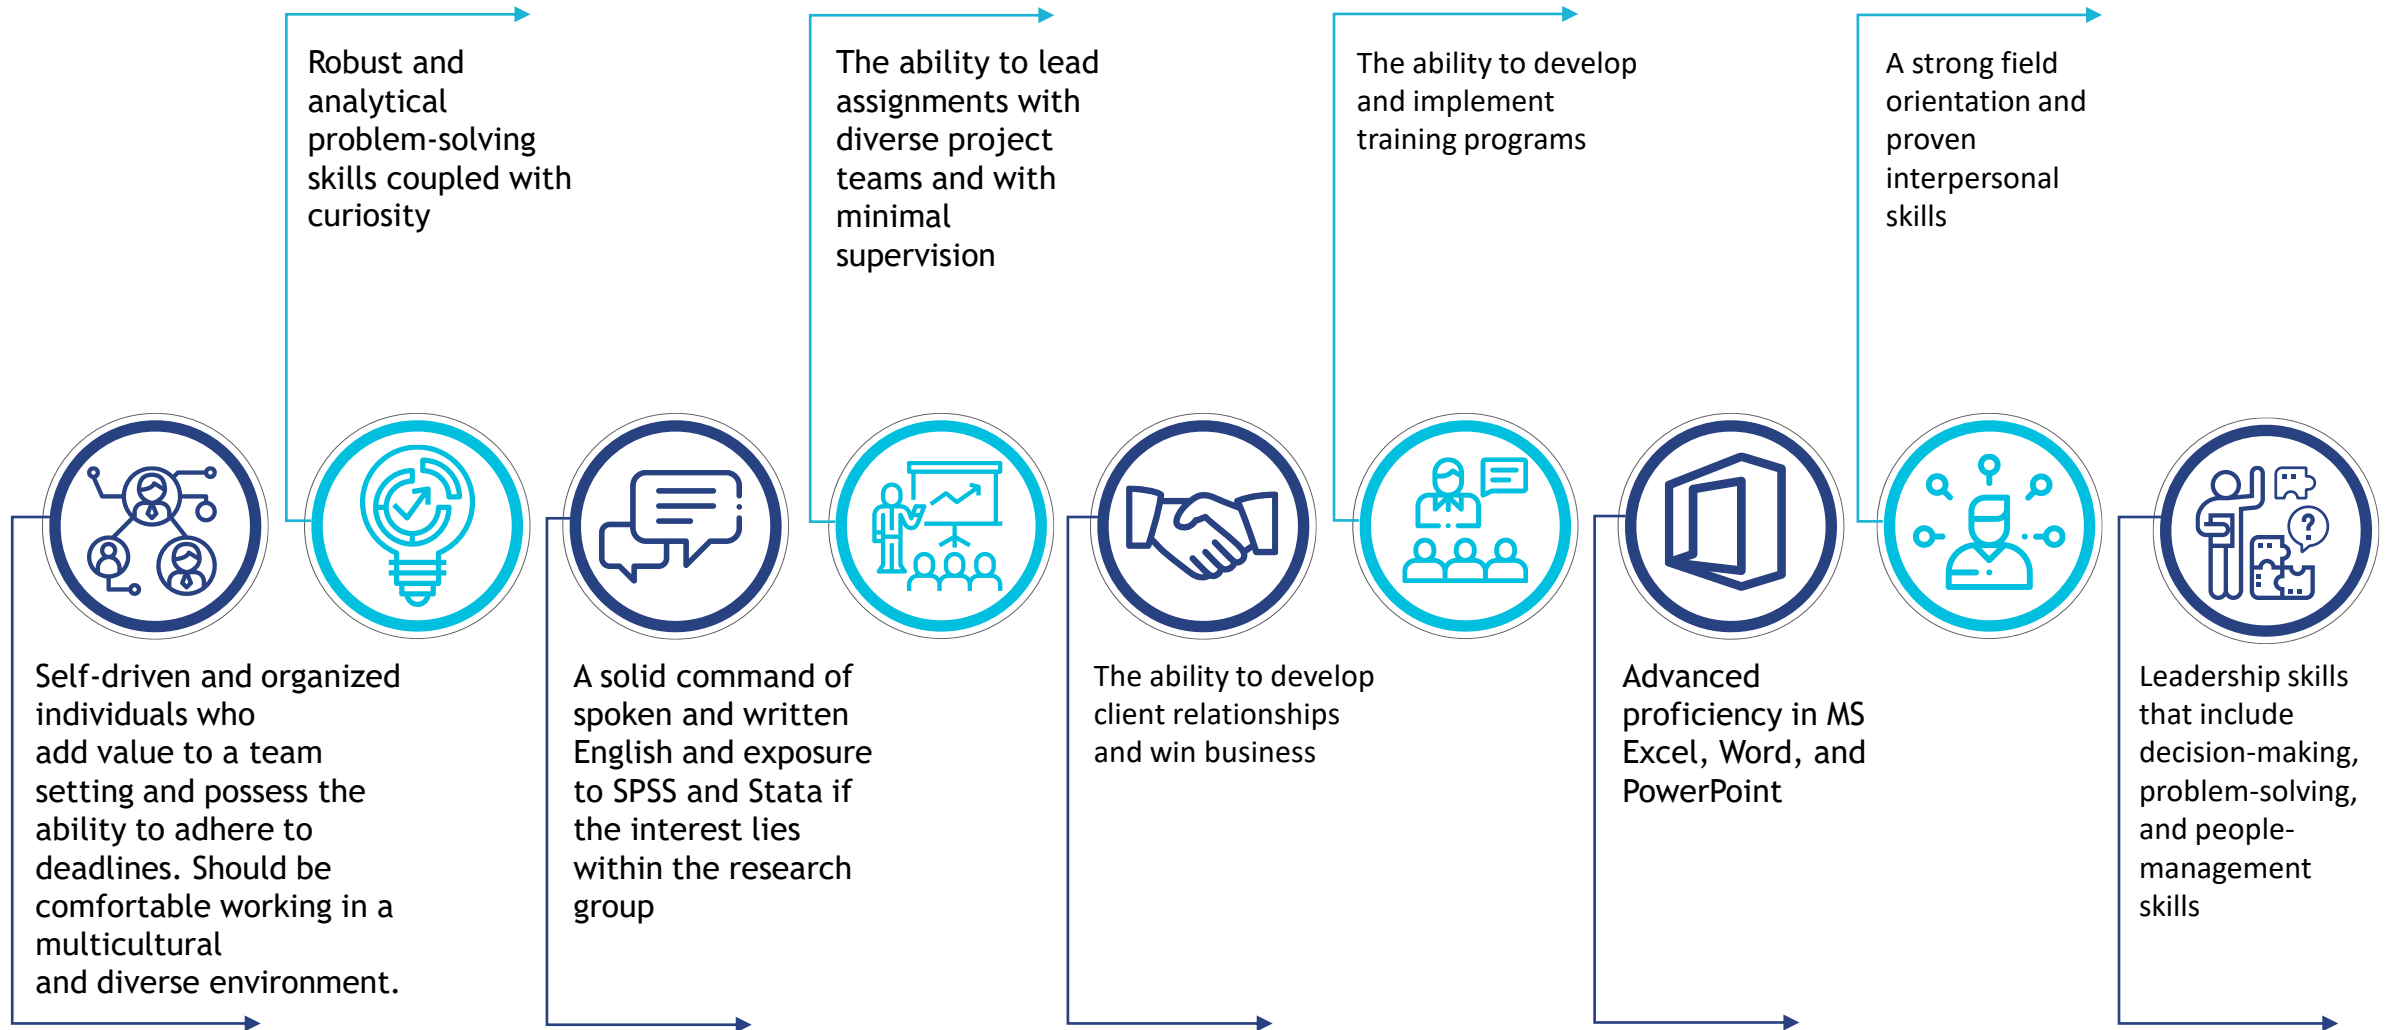 Robust and
analytical
problem-solving
skills coupled with
curiosity
The ability to lead
assignments with
diverse project
teams and with
minimal
supervision
The ability to develop
and implement
training programs
A strong field
orientation and
proven
interpersonal
skills
?
Self-driven and organized
individuals who
add value to a team
setting and possess the
ability to adhere to
deadlines. Should be
comfortable working in a
multicultural
and diverse environment.
A solid command of
spoken and written
English and exposure
to SPSS and Stata if
the interest lies
within the research
group
The ability to develop
client relationships
and win business
Advanced
proficiency in MS
Excel, Word, and
PowerPoint
Leadership skills
that include
decision-making,
problem-solving,
and people-
management
skills